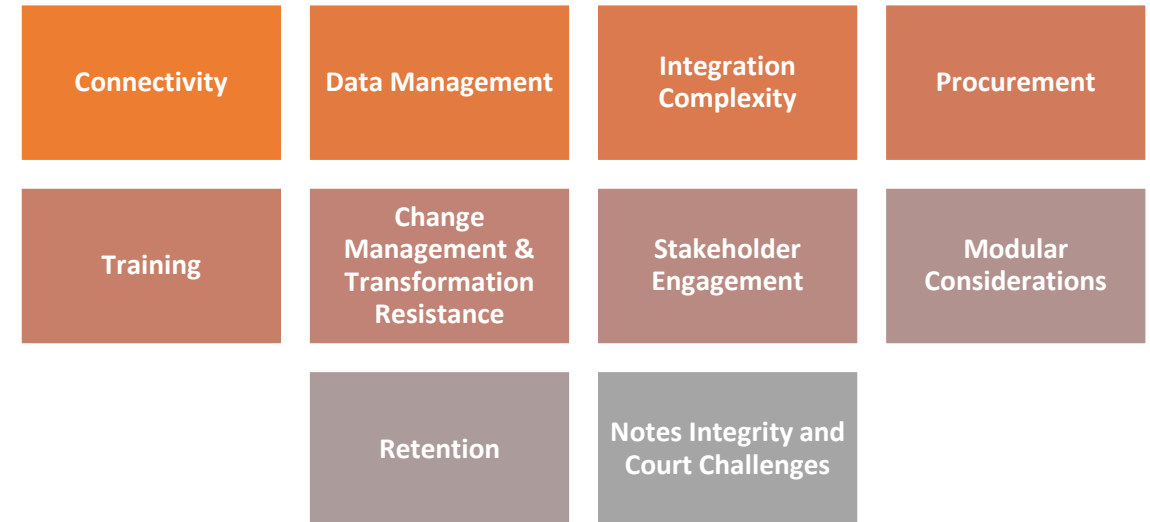 Connectivity
Data Management
Integration
Complexity
Procurement
Training
Change
Management &
Transformation
Resistance
Stakeholder
Engagement
Modular
Considerations
Retention
Notes Integrity and
Court Challenges